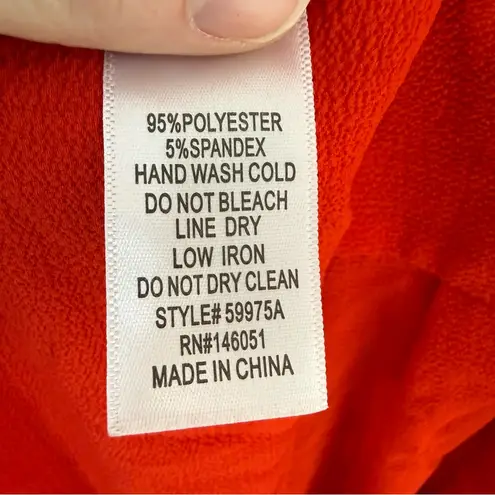 95%POLYESTER
5%SPANDEX
HAND WASH COLD
DO NOT BLEACH
LINE DRY
LOW IRON
DO NOT DRY CLEAN
STYLE# 59975A
RN#146051
MADE IN CHINA